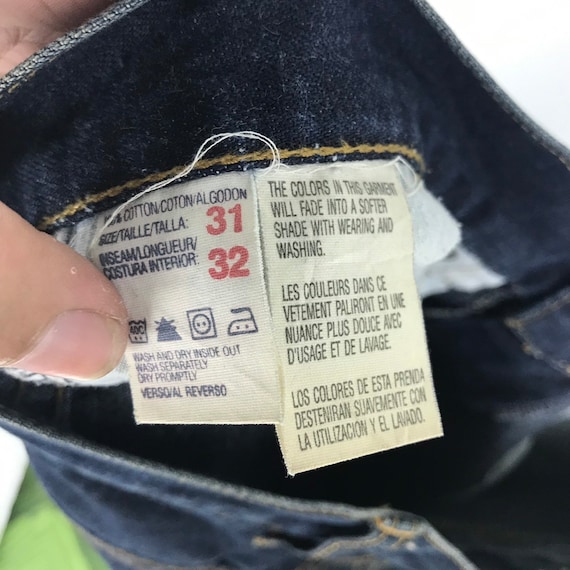 COTTON/COTON/ALGODON
SIZE/TAILLE/TALLA: 31
INSEAM/LONGUEUR/
COSTURA INTERIOR: 32
WASH AND DRY INSIDE OUT
WASH SEPARATELY
DRY PROMPTLY
VERSO/AL REVERSO
THE COLORS IN THIS GARMENT
WILL FADE INTO A SOFTER
SHADE WITH WEARING AND
WASHING.
LES COULEURS DANS CE
VETEMENT PALIRONT EN UNE
NUANCE PLUS DOUCE AVEC
D'USAGE ET DE LAVAGE.
LOS COLORES DE ESTA PRENDA
DESTENIRAN SUAVEMENTE CON
LA UTILIZACION Y EL LAVADO.